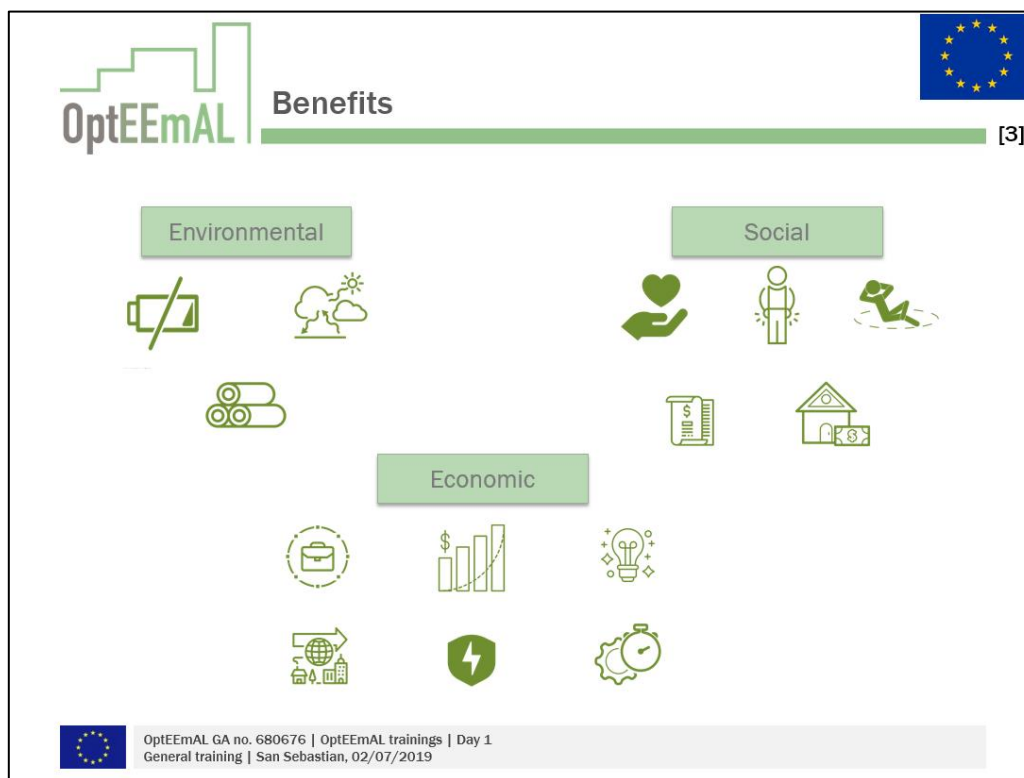 OptEEmAL
Benefits
[3]
Environmental
Social
$
$
Economic
$
OptEEmAL GA no. 680676 | OptEEmAL trainings | Day 1
General training | San Sebastian, 02/07/2019